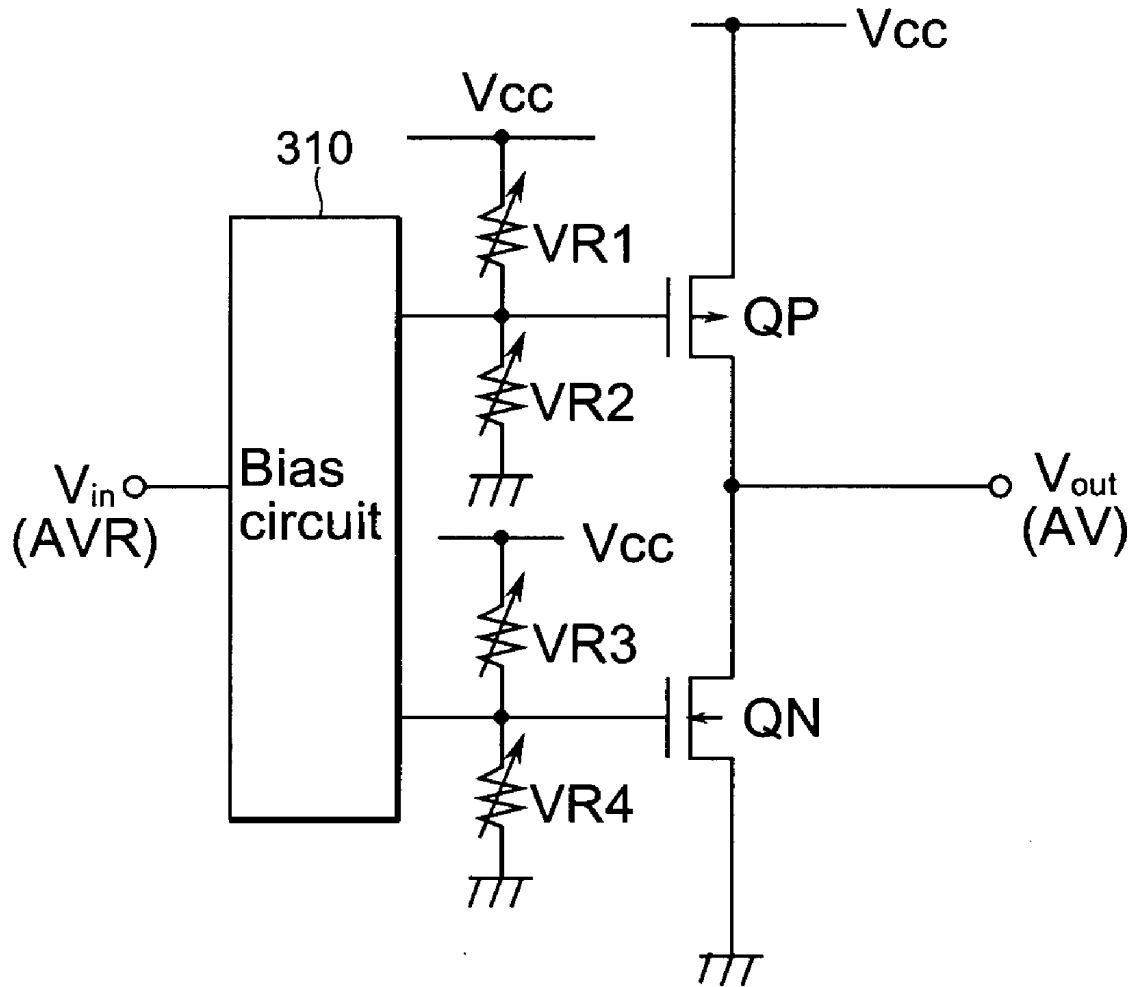 Vcc
Vcc
310
VR1
QP
VR2
Bias
circuit
Vin
(AVR)
Vout
(AV)
Vcc
VR3
QN
VR4